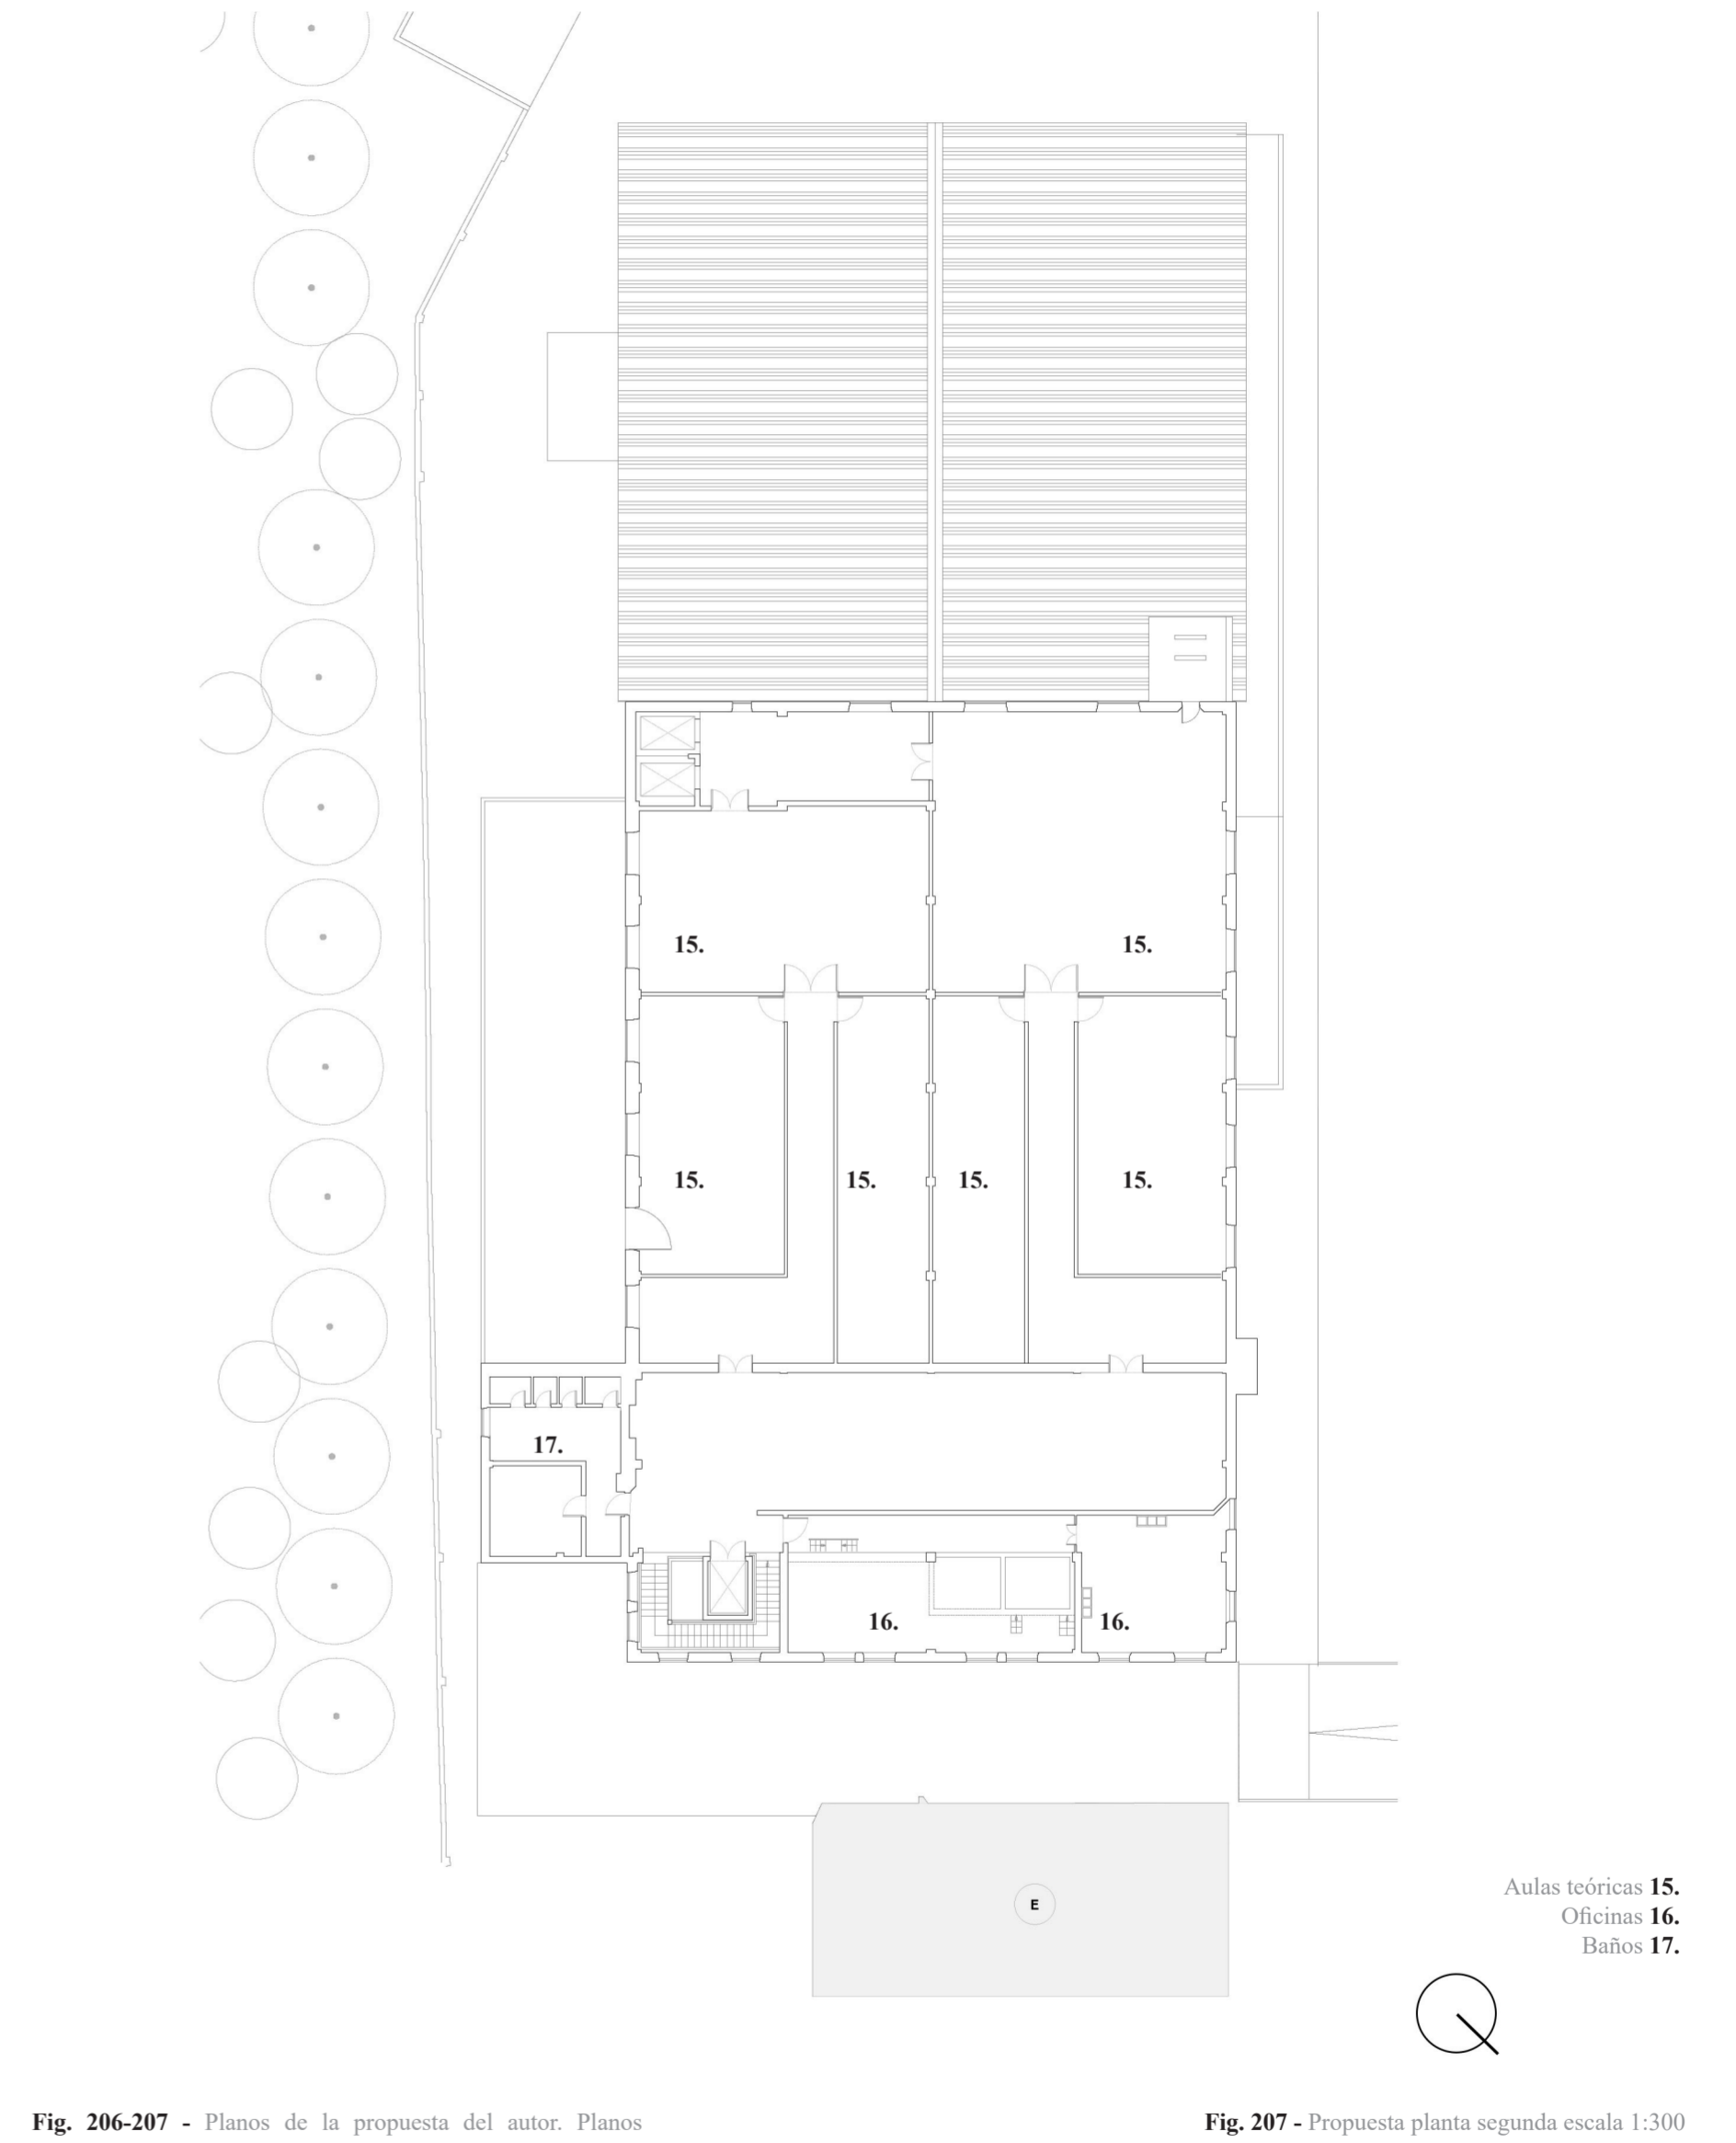 15.
15.
15.
15.
15.
15.
17.
16.
16.
E
Aulas teóricas 15.
Oficinas 16.
Baños 17.
Fig. 206-207 - Planos de la propuesta del autor. Planos
Fig. 207 - Propuesta planta segunda escala 1:300